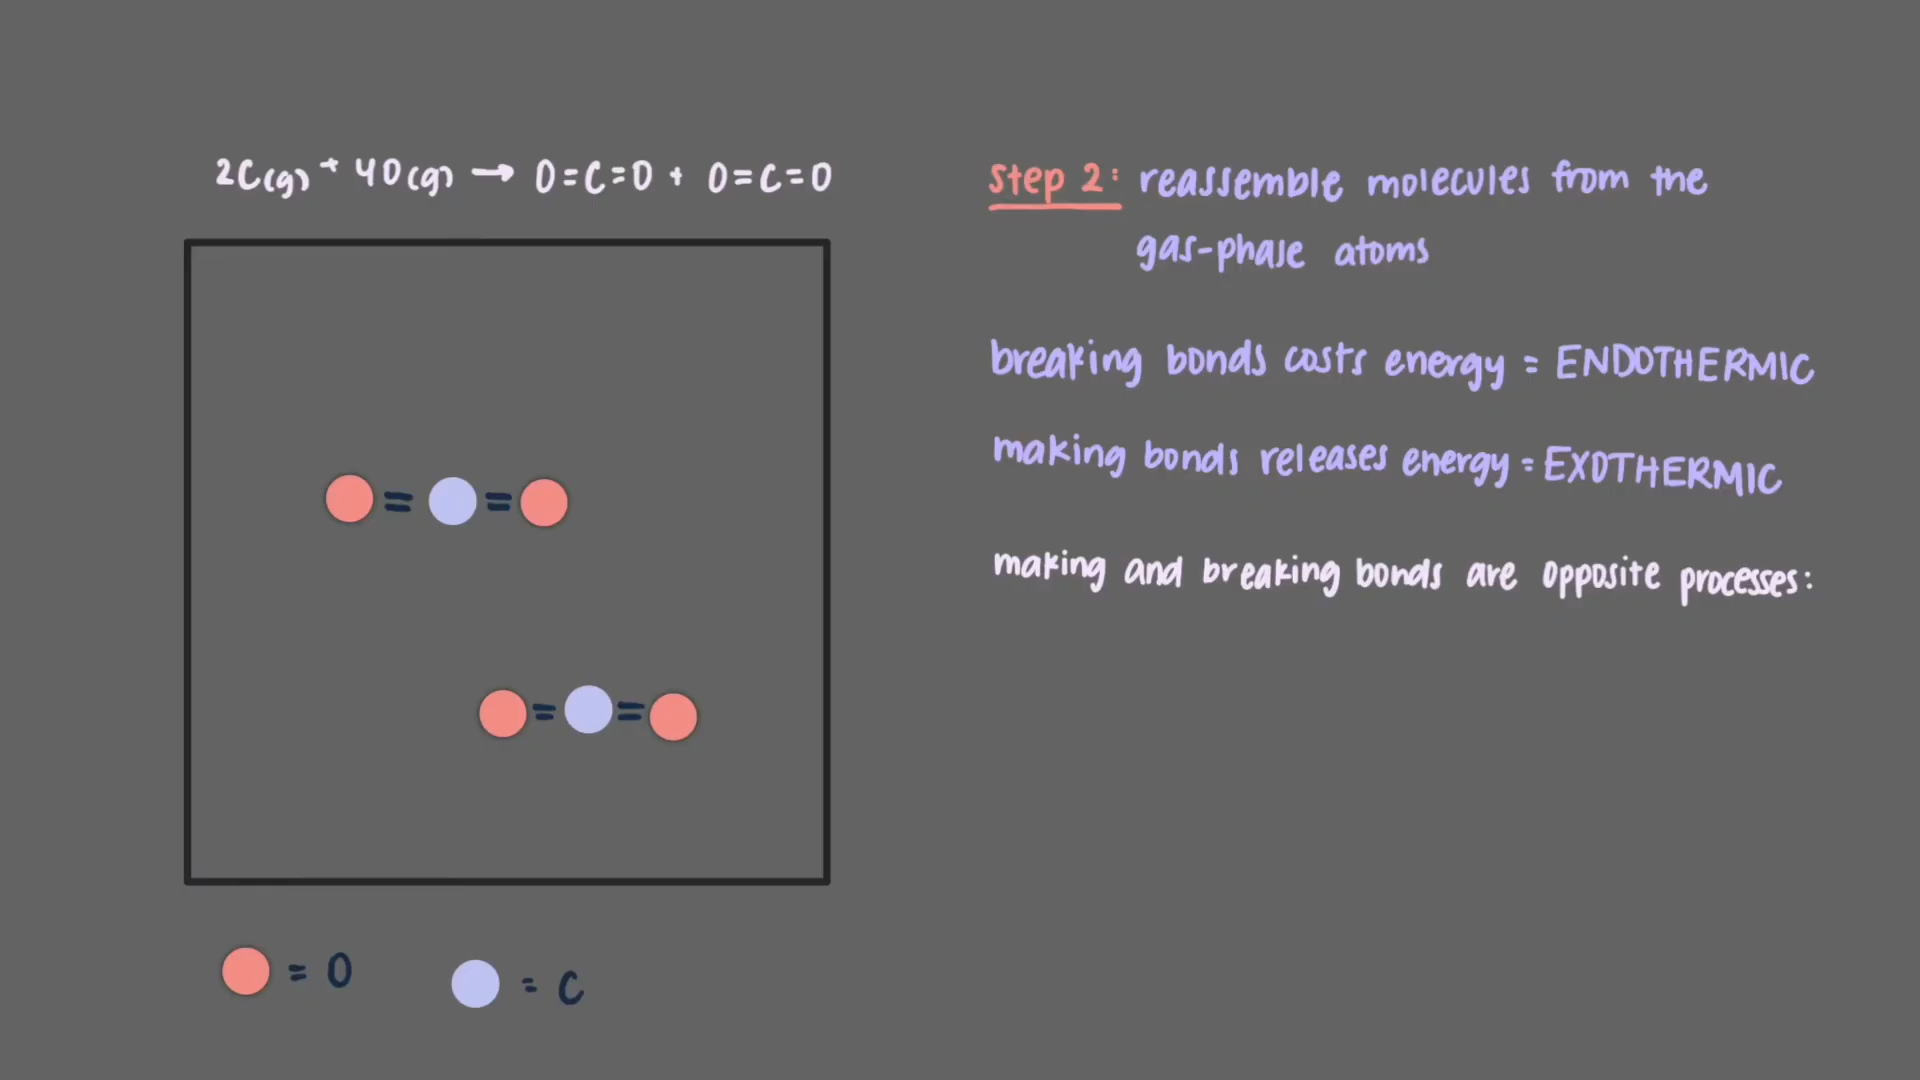 2C(g) + 4O(g) → O=C=O + O=C=O
step 2: reassemble molecules from the
gas-phase atoms
breaking bonds costs energy = ENDOTHERMIC
making bonds releases energy = EXOTHERMIC
making and breaking bonds are opposite processes:
= =
= =
= O
= C